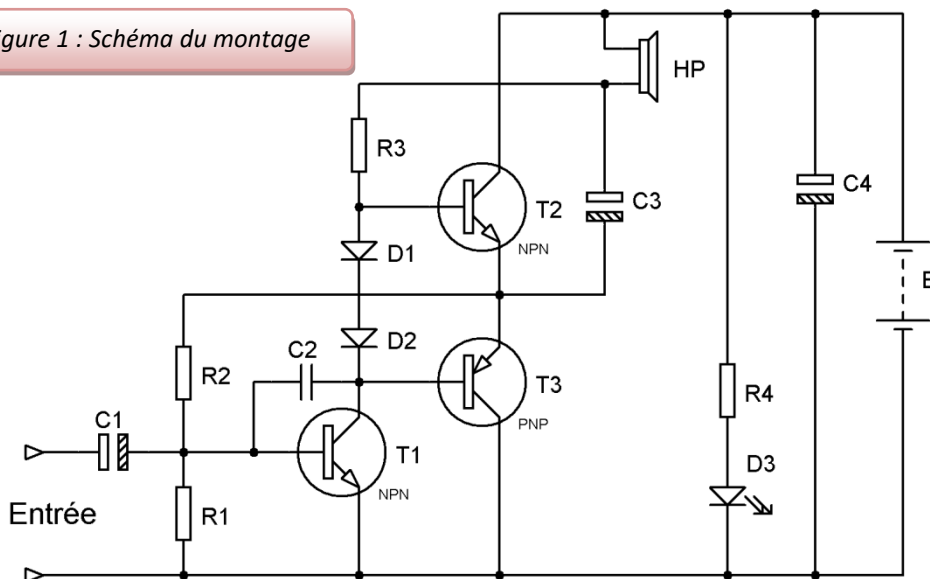 igure 1 : Schéma du montage
HP
R3
T2
NPN
C3
C4
D1
D2
C2
R2
T3
PNP
R4
C1
T1
NPN
D3
Entrée
R1